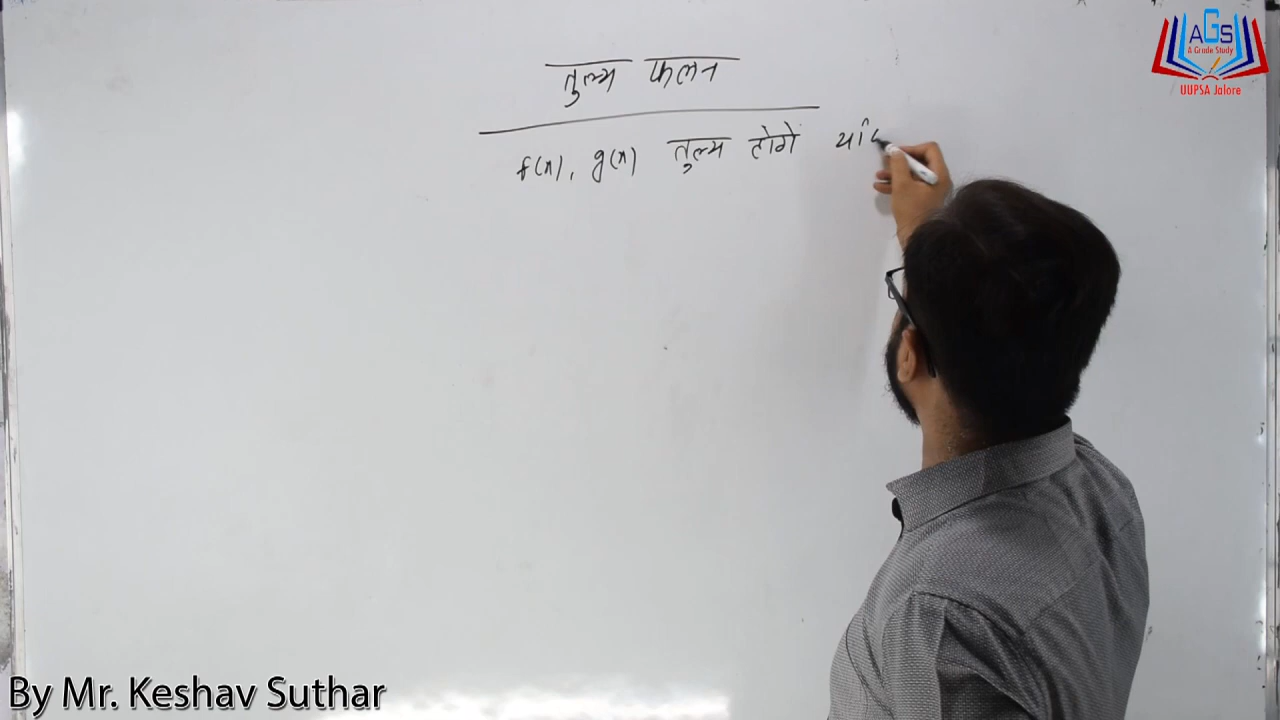 तुल्य फलन
f(x), g(x) तुल्य होगें
AGS
A Grade Study
UUPSA Jalore
By Mr. Keshav Suthar